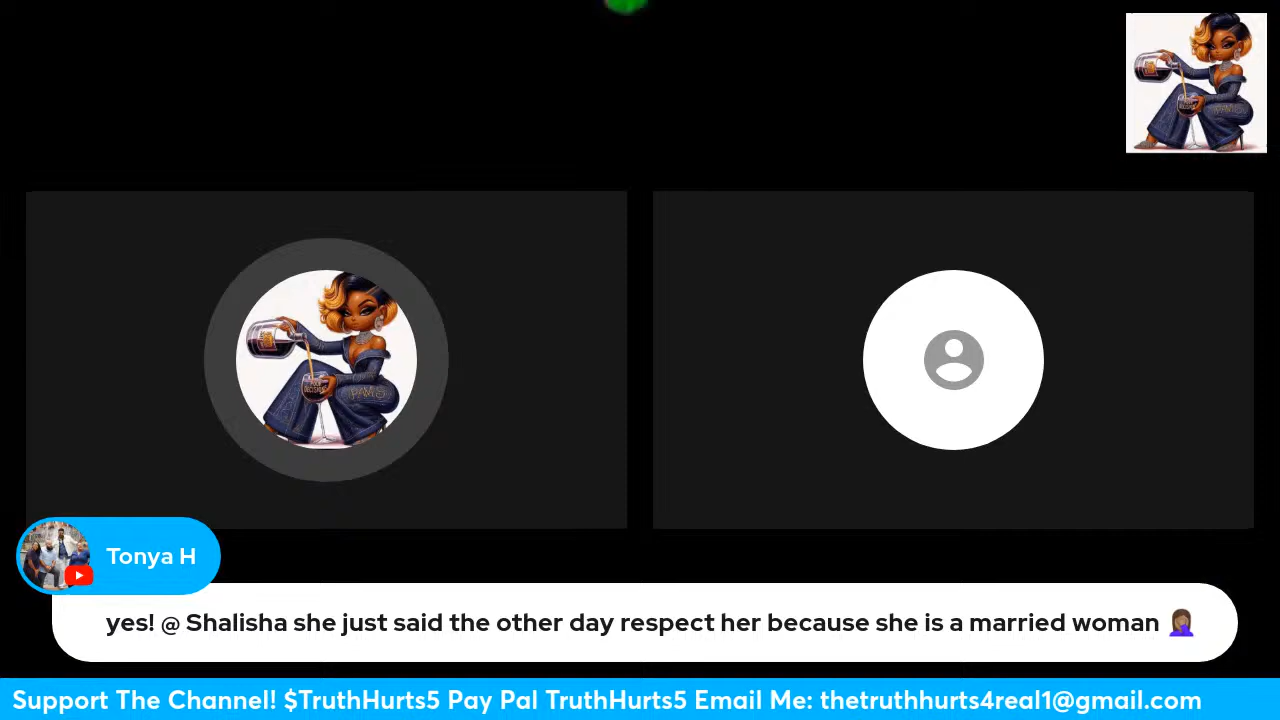 PAM'S
Tonya H
yes! @ Shalisha she just said the other day respect her because she is a married woman 🤦🏾‍♀️
Support The Channel! $TruthHurts5 Pay Pal TruthHurts5 Email Me: thetruthhurts4real1@gmail.com